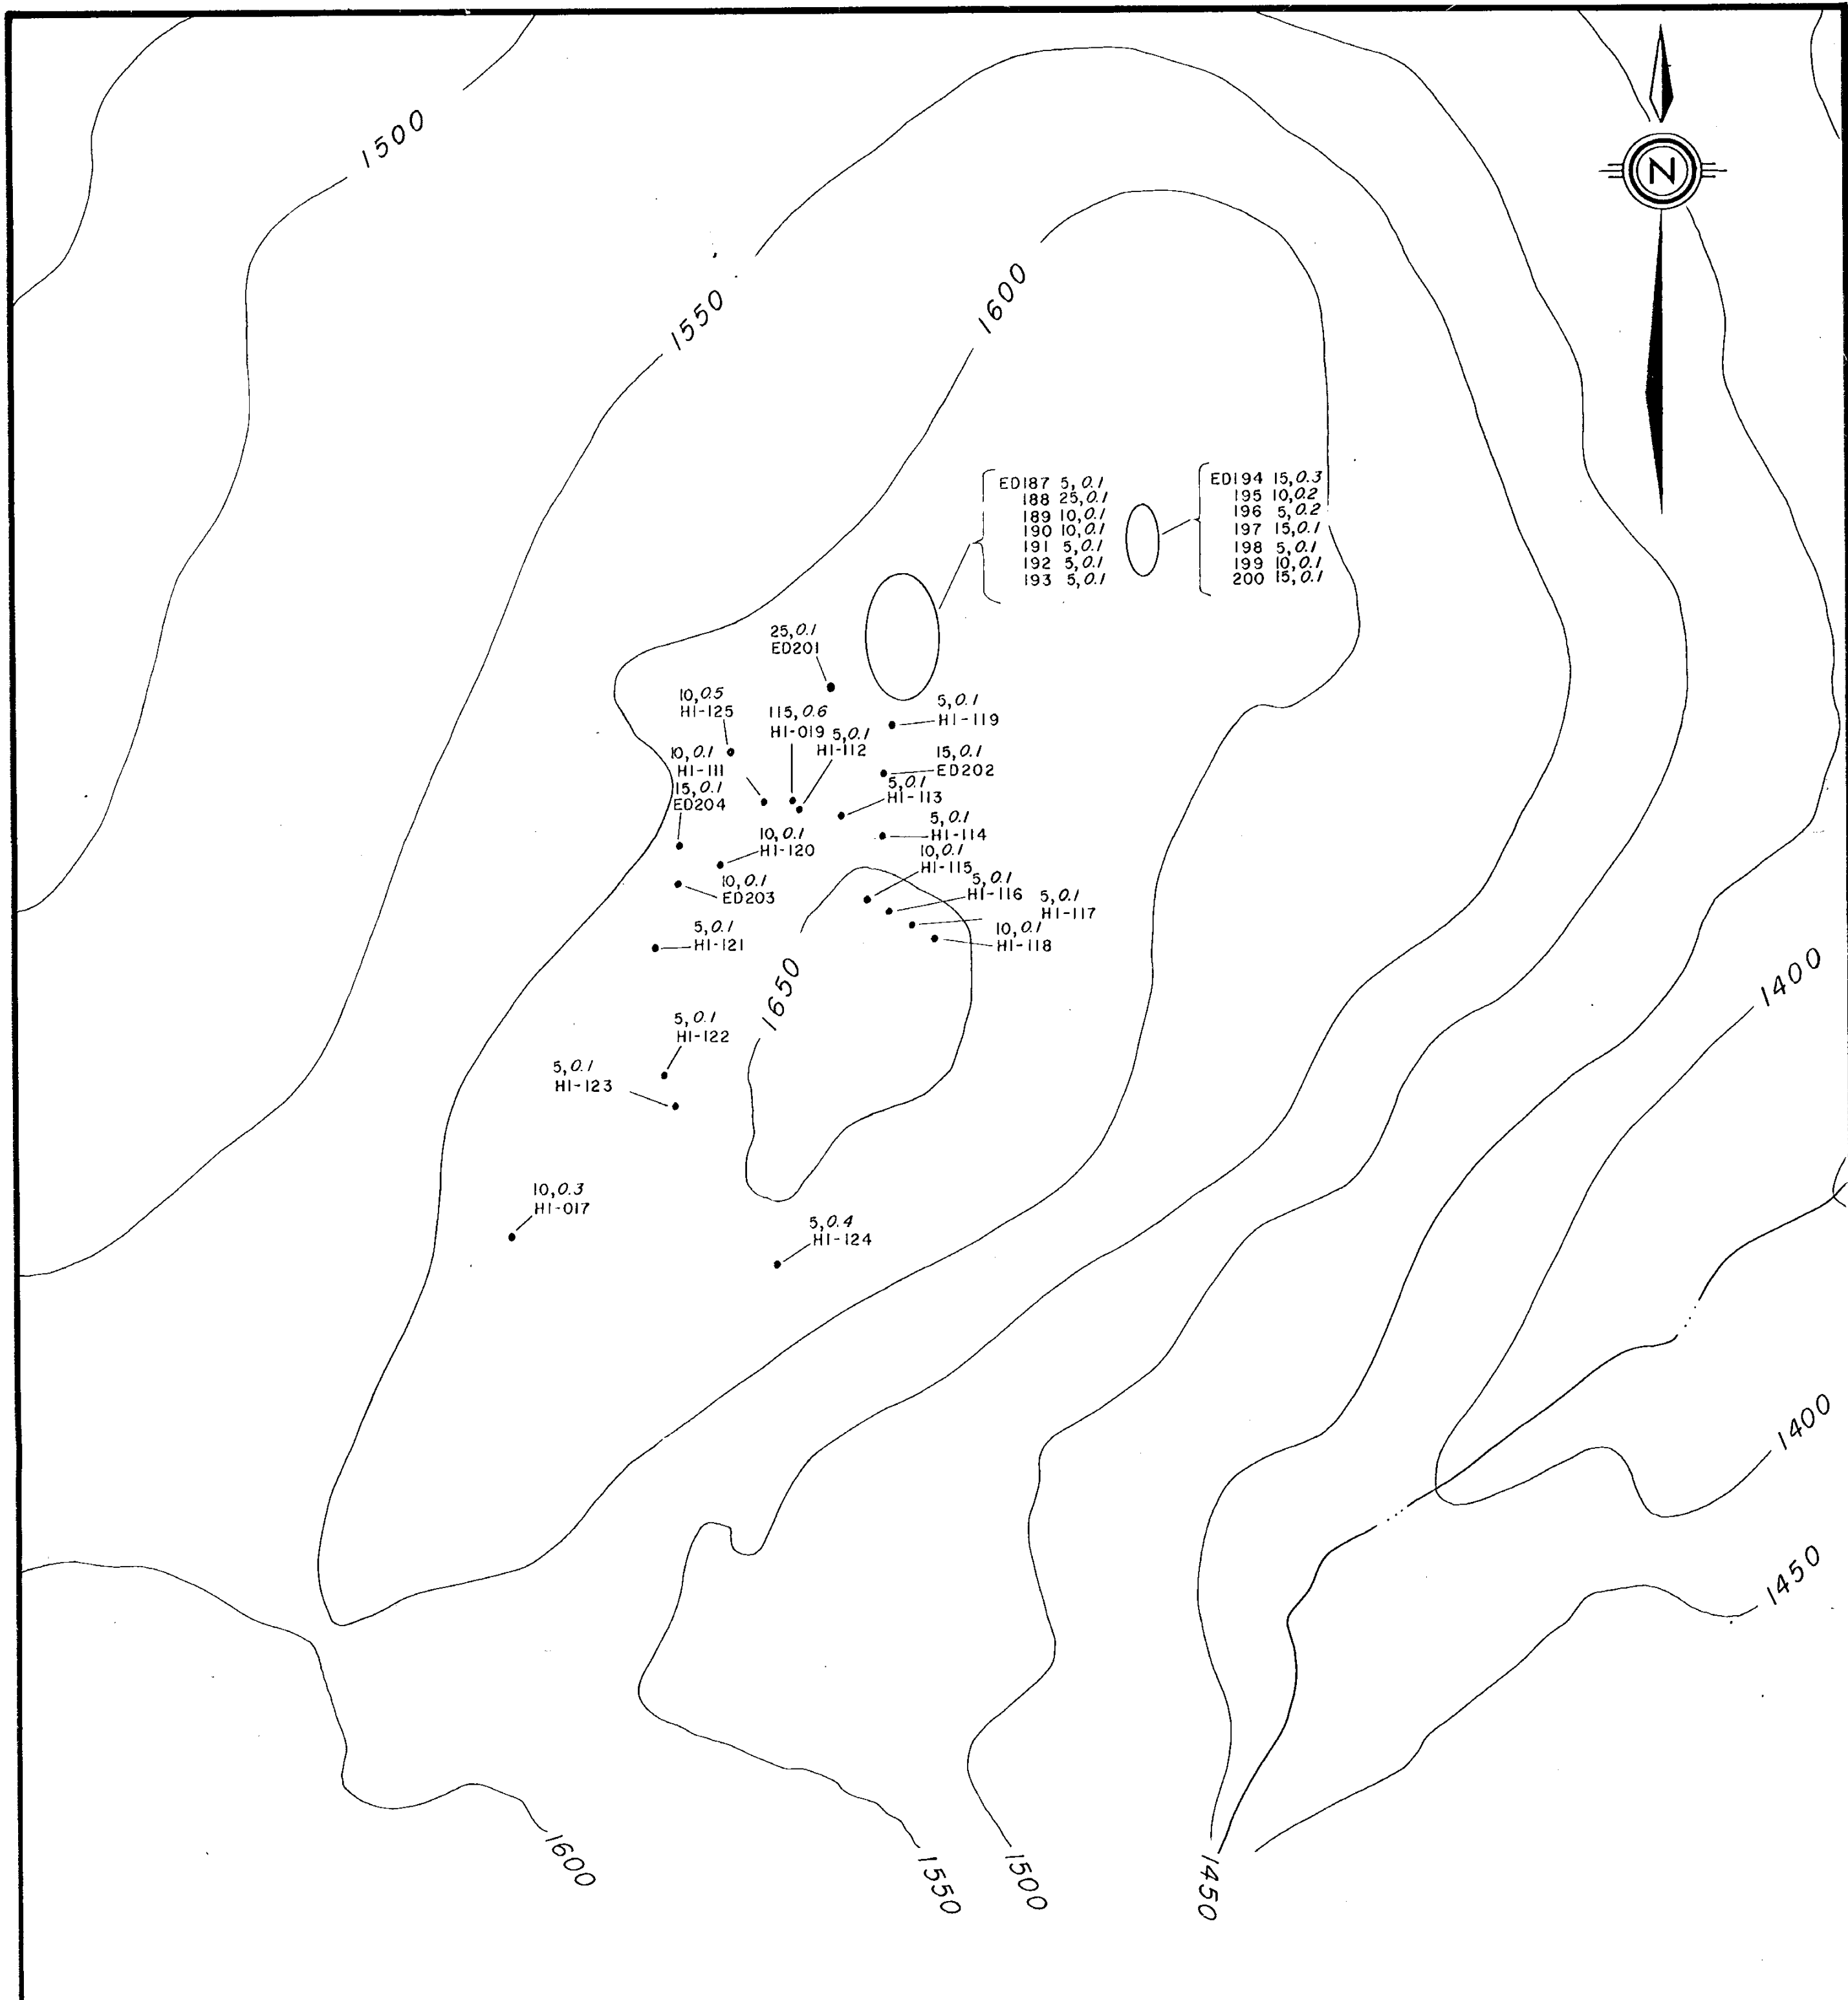 N
1500
1550
1600
ED187 5, 0.1
188 25, 0.1
189 10, 0.1
190 10, 0.1
191 5, 0.1
192 5, 0.1
193 5, 0.1
ED194 15, 0.3
195 10, 0.2
196 5, 0.2
197 15, 0.1
198 5, 0.1
199 10, 0.1
200 15, 0.1
25, 0.1
ED201
10, 0.5
HI-125
115, 0.6
HI-019
5, 0.1
HI-112
5, 0.1
HI-119
10, 0.1
HI-111
15, 0.1
ED202
15, 0.1
ED204
5, 0.1
HI-113
5, 0.1
HI-114
10, 0.1
HI-120
10, 0.1
HI-115
10, 0.1
ED203
5, 0.1
HI-116
5, 0.1
HI-117
10, 0.1
HI-118
5, 0.1
HI-121
1650
1400
5, 0.1
HI-122
5, 0.1
HI-123
10, 0.3
HI-017
5, 0.4
HI-124
1400
1450
1600
1550
1500
1450